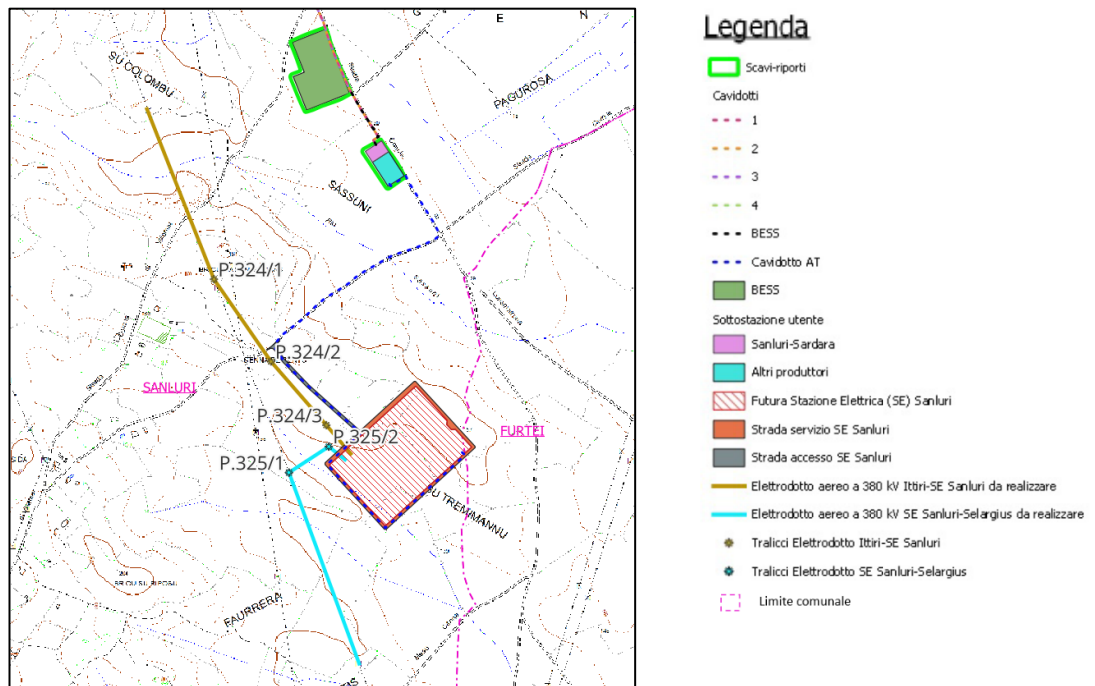 G E N
SU COLOMBU
PAGUROSA
SASSUNI
P.324/1
P.324/2
SANLURI
P.324/3
P.325/2
FURTEI
P.325/1
SU TREMMANNU
FAURRERA
Legenda
Scavi-riporti
Cavidotti
1
2
3
4
BESS
Cavidotto AT
BESS
Sottostazione utente
Sanluri-Sardara
Altri produttori
Futura Stazione Elettrica (SE) Sanluri
Strada servizio SE Sanluri
Strada accesso SE Sanluri
Elettrodotto aereo a 380 kV Ittiri-SE Sanluri da realizzare
Elettrodotto aereo a 380 kV SE Sanluri-Selargius da realizzare
Tralicci Elettrodotto Ittiri-SE Sanluri
Tralicci Elettrodotto SE Sanluri-Selargius
Limite comunale